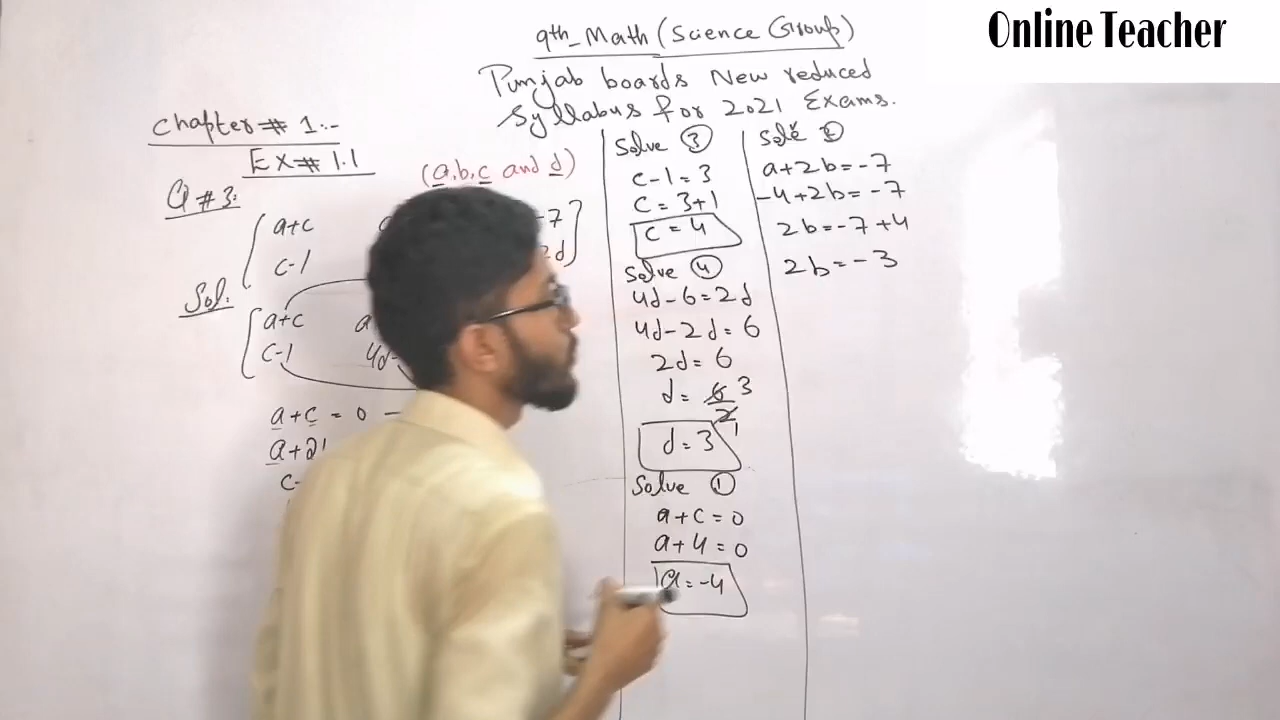 Online Teacher
9th_Math (Science Group)
Punjab boards New reduced
Syllabus for 2021 Exams.
Chapter # 1:-
Ex # 1.1
Q # 3:
(a,b,c and d)
a+c
-7
c-1
2d
Sol:
a+c
c-1 4d-
a+c = 0 —
a+2
c-
Solve ③
c-1=3
c = 3+1
c = 4
Solve ④
4d-6=2d
4d-2d=6
2d=6
d = 6/2 3 1
d=3
Solve ①
a+c=0
a+4=0
a=-4
Solve ②
a+2b=-7
-4+2b=-7
2b=-7+4
2b=-3